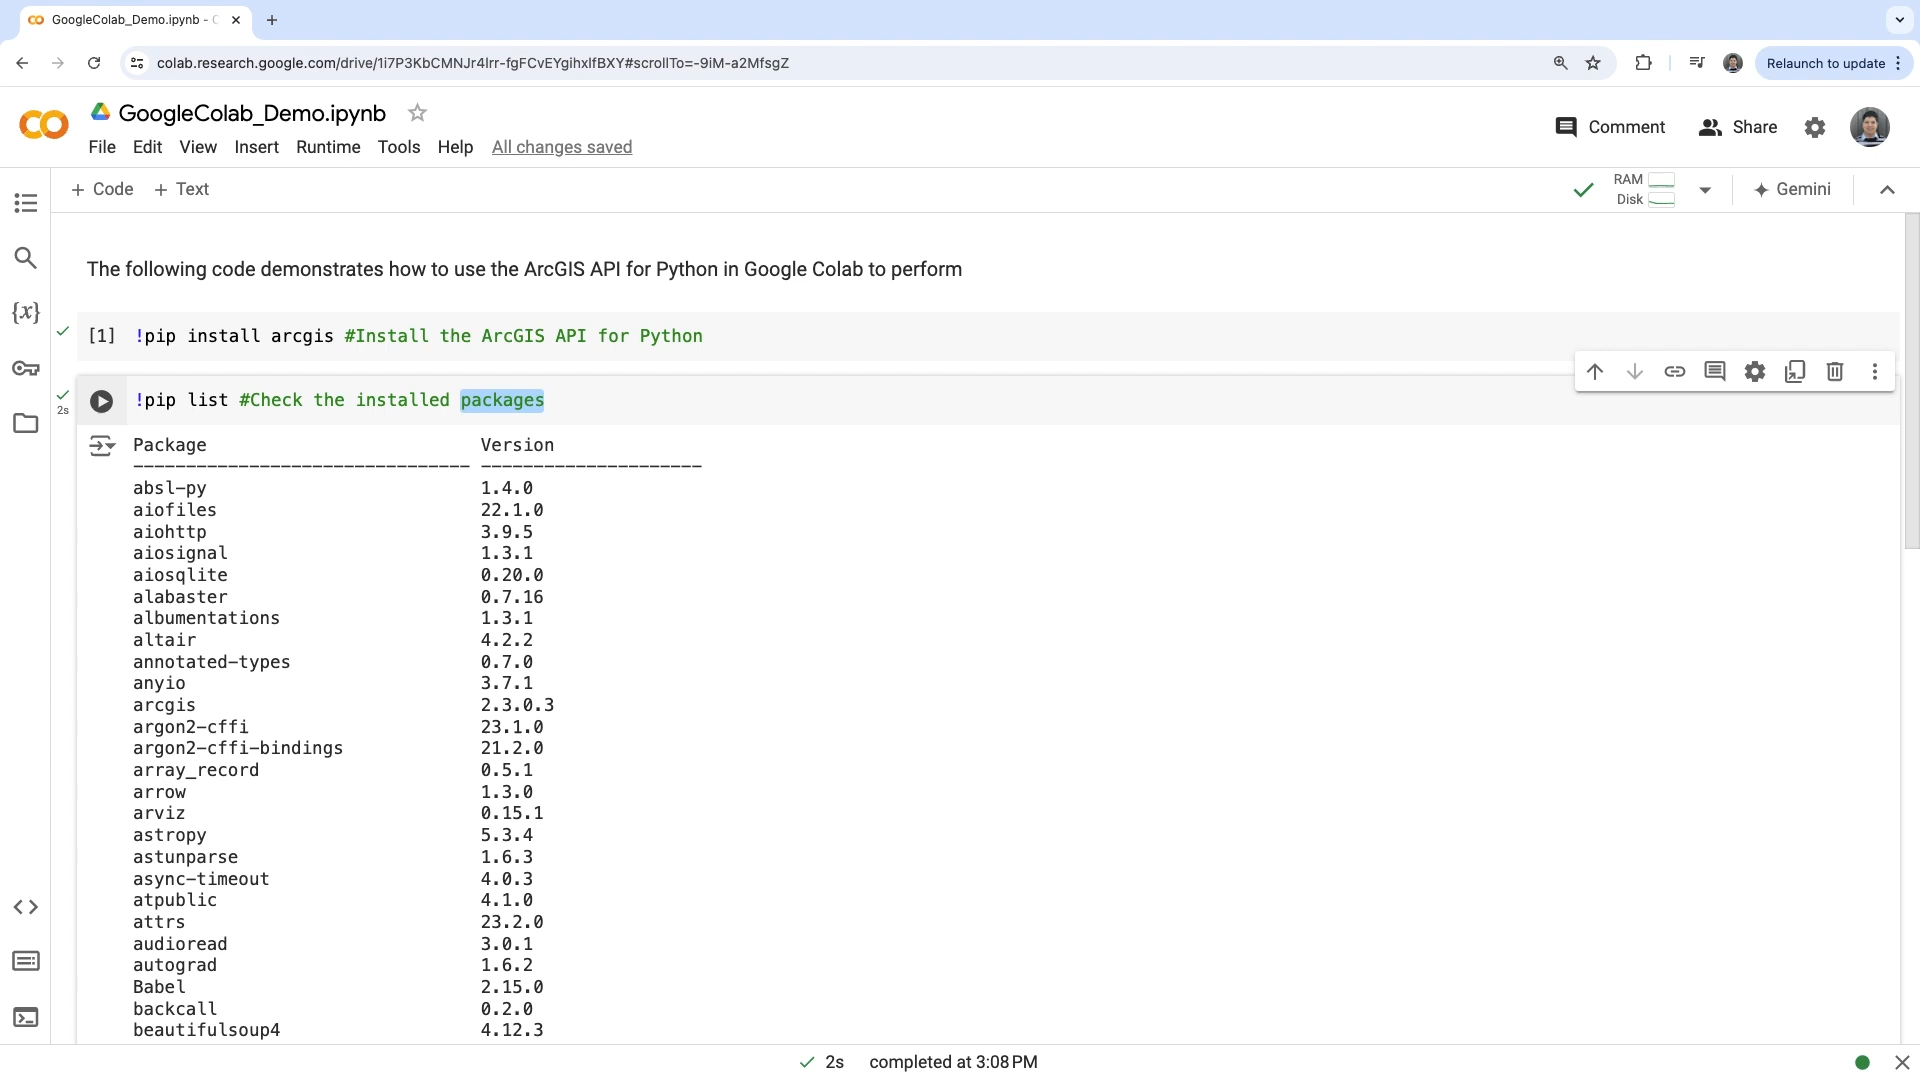 GoogleColab_Demo.ipynb - C
colab.research.google.com/drive/1i7P3KbCMNJr4lrr-fgFCvEYgihxlfBXY#scrollTo=-9iM-a2MfsgZ
Relaunch to update
GoogleColab_Demo.ipynb
File Edit View Insert Runtime Tools Help All changes saved
Comment Share
+ Code + Text
RAM
Disk
Gemini
The following code demonstrates how to use the ArcGIS API for Python in Google Colab to perform
[1] !pip install arcgis #Install the ArcGIS API for Python
!pip list #Check the installed packages
2s
Package Version
-------------------------------- ---------------------
absl-py 1.4.0
aiofiles 22.1.0
aiohttp 3.9.5
aiosignal 1.3.1
aiosqlite 0.20.0
alabaster 0.7.16
albumentations 1.3.1
altair 4.2.2
annotated-types 0.7.0
anyio 3.7.1
arcgis 2.3.0.3
argon2-cffi 23.1.0
argon2-cffi-bindings 21.2.0
array_record 0.5.1
arrow 1.3.0
arviz 0.15.1
astropy 5.3.4
astunparse 1.6.3
async-timeout 4.0.3
atpublic 4.1.0
attrs 23.2.0
audioread 3.0.1
autograd 1.6.2
Babel 2.15.0
backcall 0.2.0
beautifulsoup4 4.12.3
2s completed at 3:08 PM